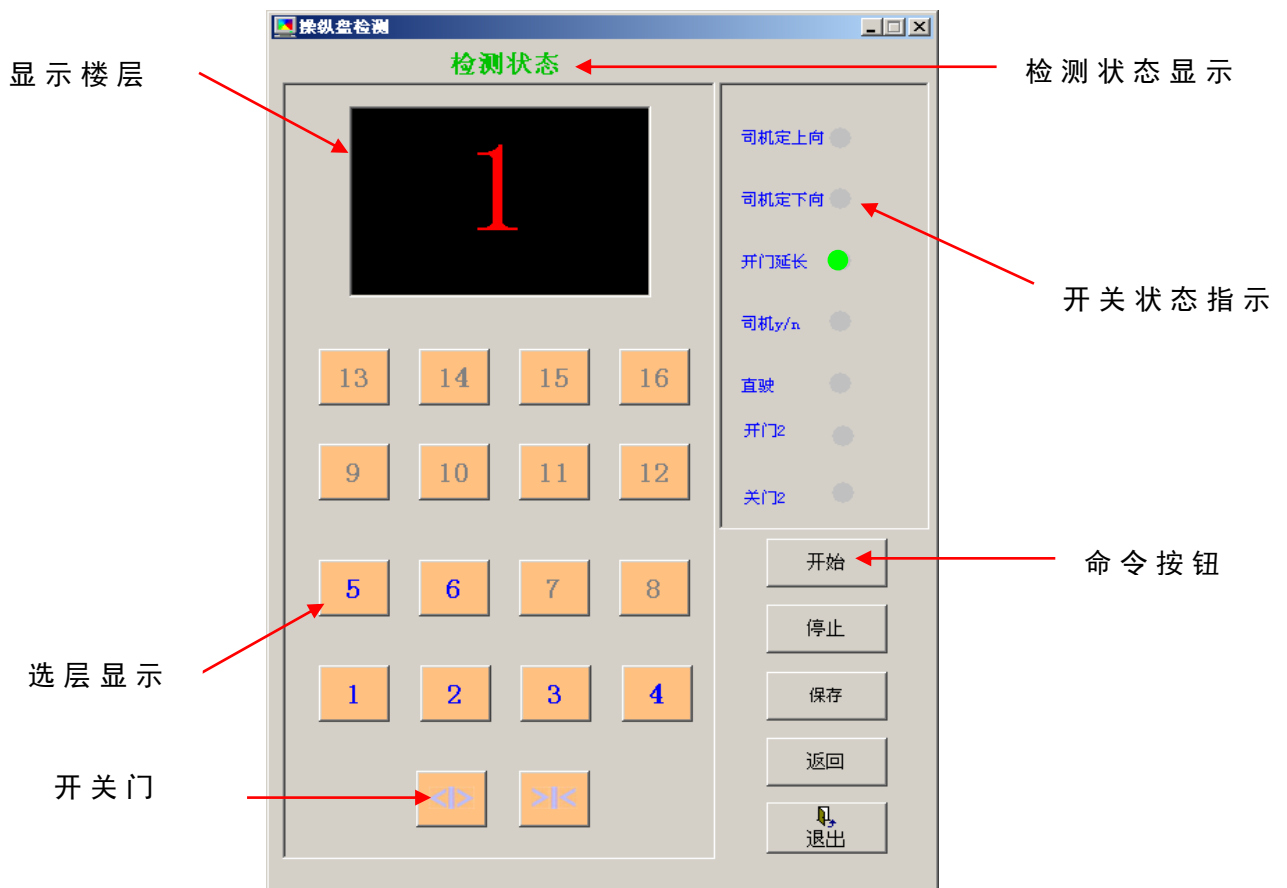 操纵盘检测
检测状态
显示楼层
检测状态显示
1
司机定上向
司机定下向
开门延长
开关状态指示
司机y/n
直驶
开门2
关门2
13 14 15 16
9 10 11 12
5 6 7 8
1 2 3 4
<||> >||<
选层显示
开关门
开始
命令按钮
停止
保存
返回
退出